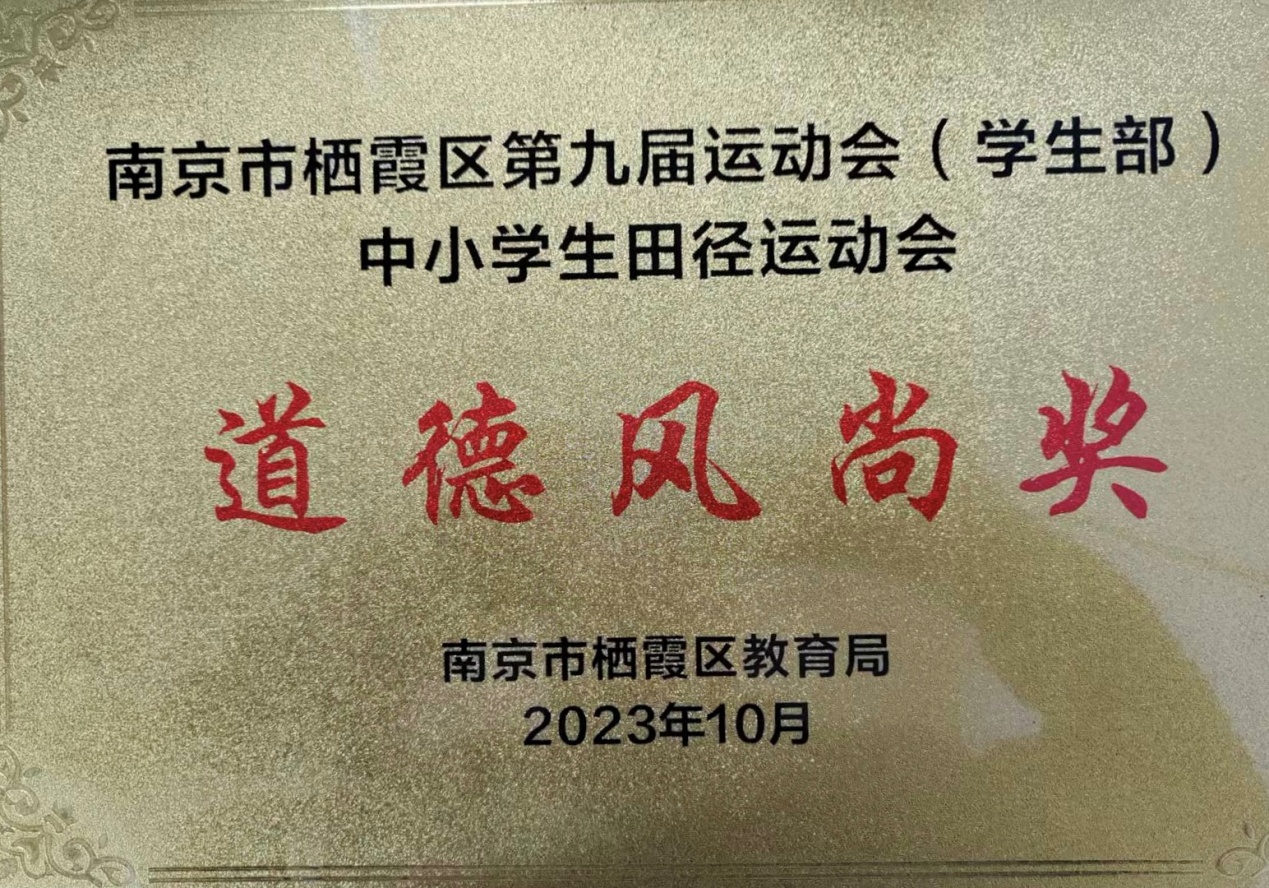 南京市栖霞区第九届运动会（学生部）
中小学生田径运动会
道德风尚奖
南京市栖霞区教育局
2023年10月